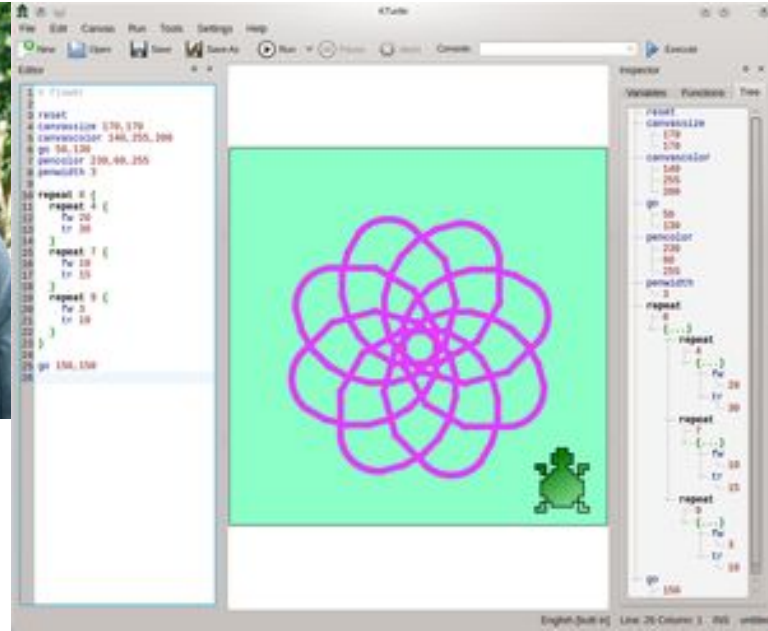 KTurtle
File Edit Canvas Run Tools Settings Help
New Open Save Save As Run Pause Abort Console: Execute
Editor
Inspector
1 # flower
2
3 reset
4 canvassize 170,170
5 canvascolor 140,255,200
6 go 50,130
7 pencolor 230,60,255
8 penwidth 3
9
10 repeat 8 {
11 repeat 4 {
12 fw 20
13 tr 30
14 }
15 repeat 7 {
16 fw 10
17 tr 15
18 }
19 repeat 9 {
20 fw 3
21 tr 10
22 }
23 }
24
25 go 150,150
26
Variables Functions Tree
reset
canvassize
170
170
canvascolor
140
255
200
go
50
130
pencolor
230
60
255
penwidth
3
repeat
8
{...}
repeat
4
{...}
fw
20
tr
30
repeat
7
{...}
fw
10
tr
15
repeat
9
{...}
fw
3
tr
10
go
150
English [built in] Line: 26 Column: 1 INS